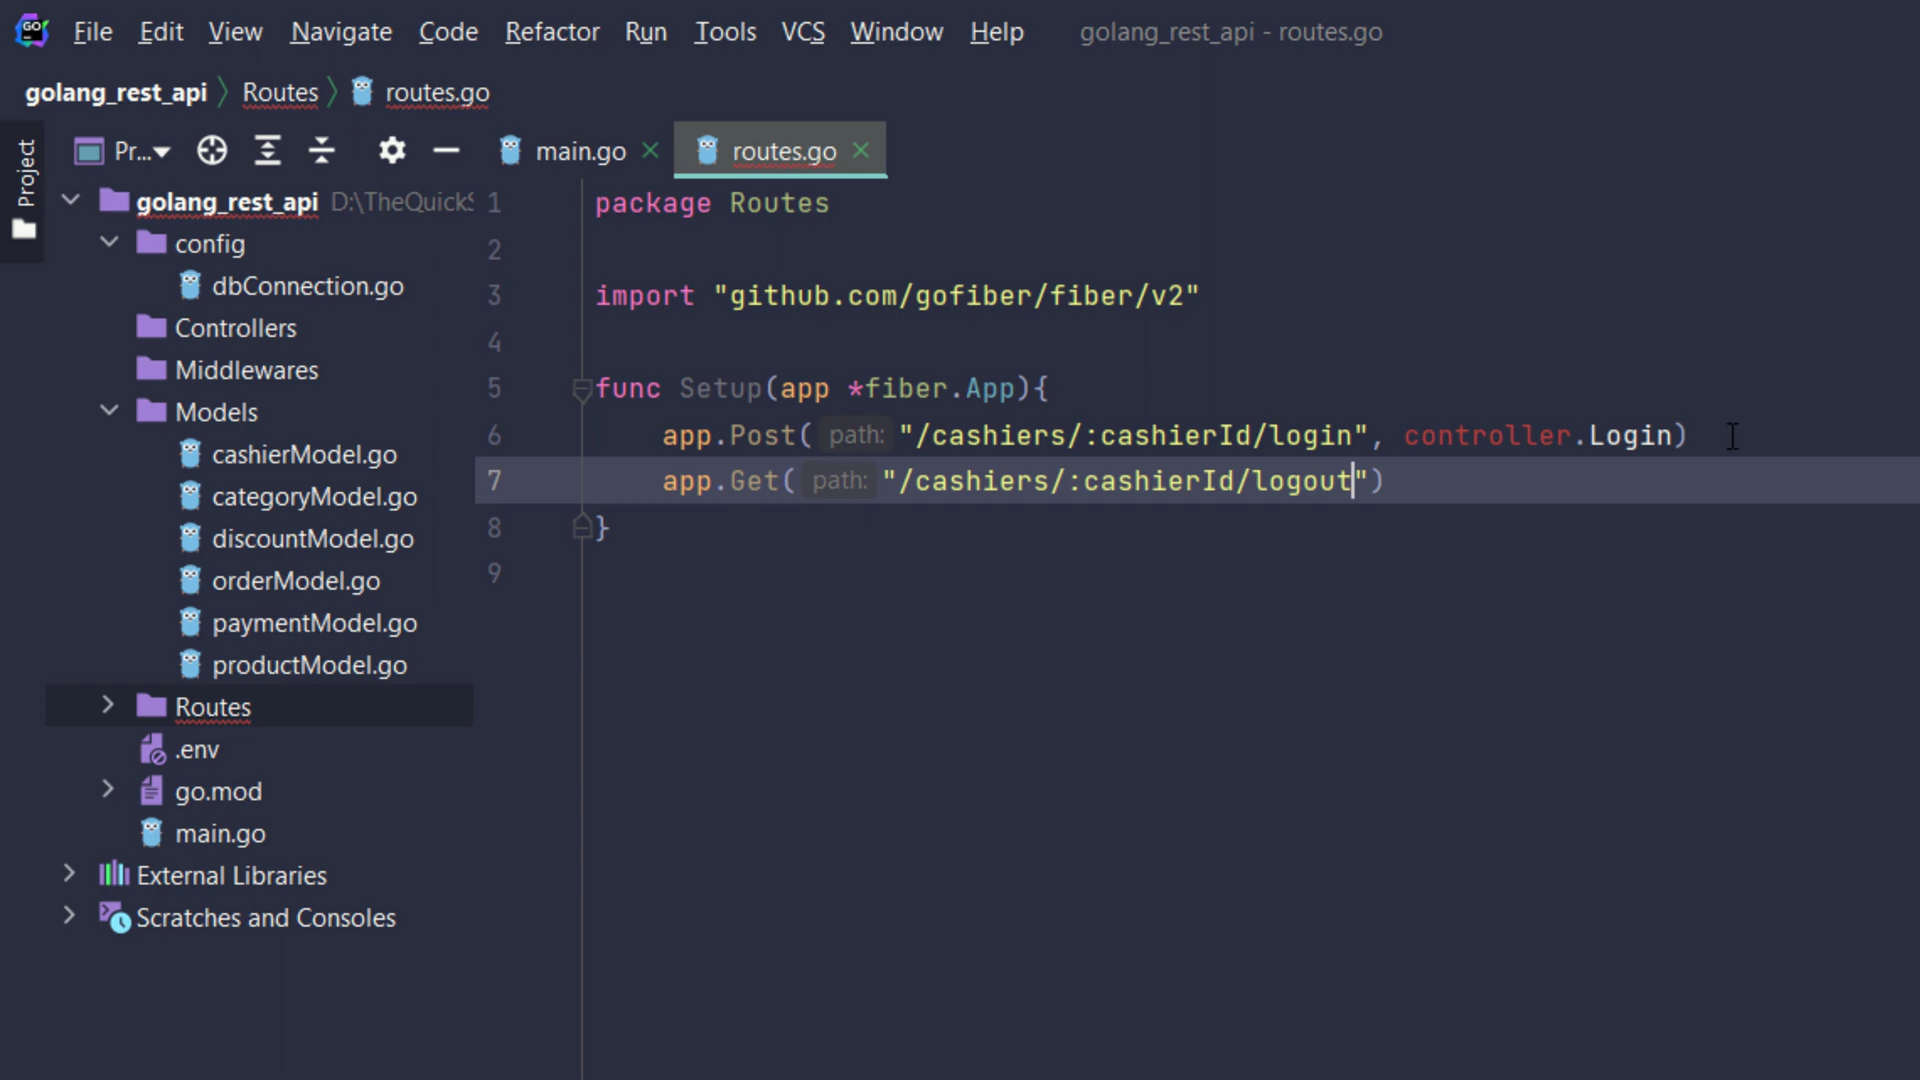 GO
File Edit View Navigate Code Refactor Run Tools VCS Window Help golang_rest_api - routes.go
golang_rest_api Routes routes.go
Project
Pr... main.go routes.go
golang_rest_api D:\TheQuickS
config
dbConnection.go
Controllers
Middlewares
Models
cashierModel.go
categoryModel.go
discountModel.go
orderModel.go
paymentModel.go
productModel.go
Routes
.env
go.mod
main.go
External Libraries
Scratches and Consoles
1 package Routes
2
3 import "github.com/gofiber/fiber/v2"
4
5 func Setup(app *fiber.App){
6 app.Post( path: "/cashiers/:cashierId/login", controller.Login)
7 app.Get( path: "/cashiers/:cashierId/logout")
8 }
9